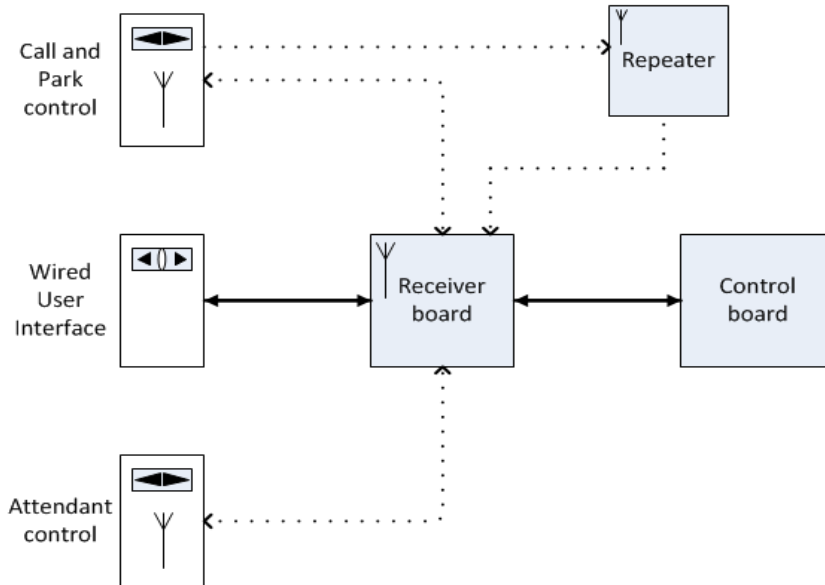 Call and
Park
control
Repeater
Wired
User
Interface
Receiver
board
Control
board
Attendant
control